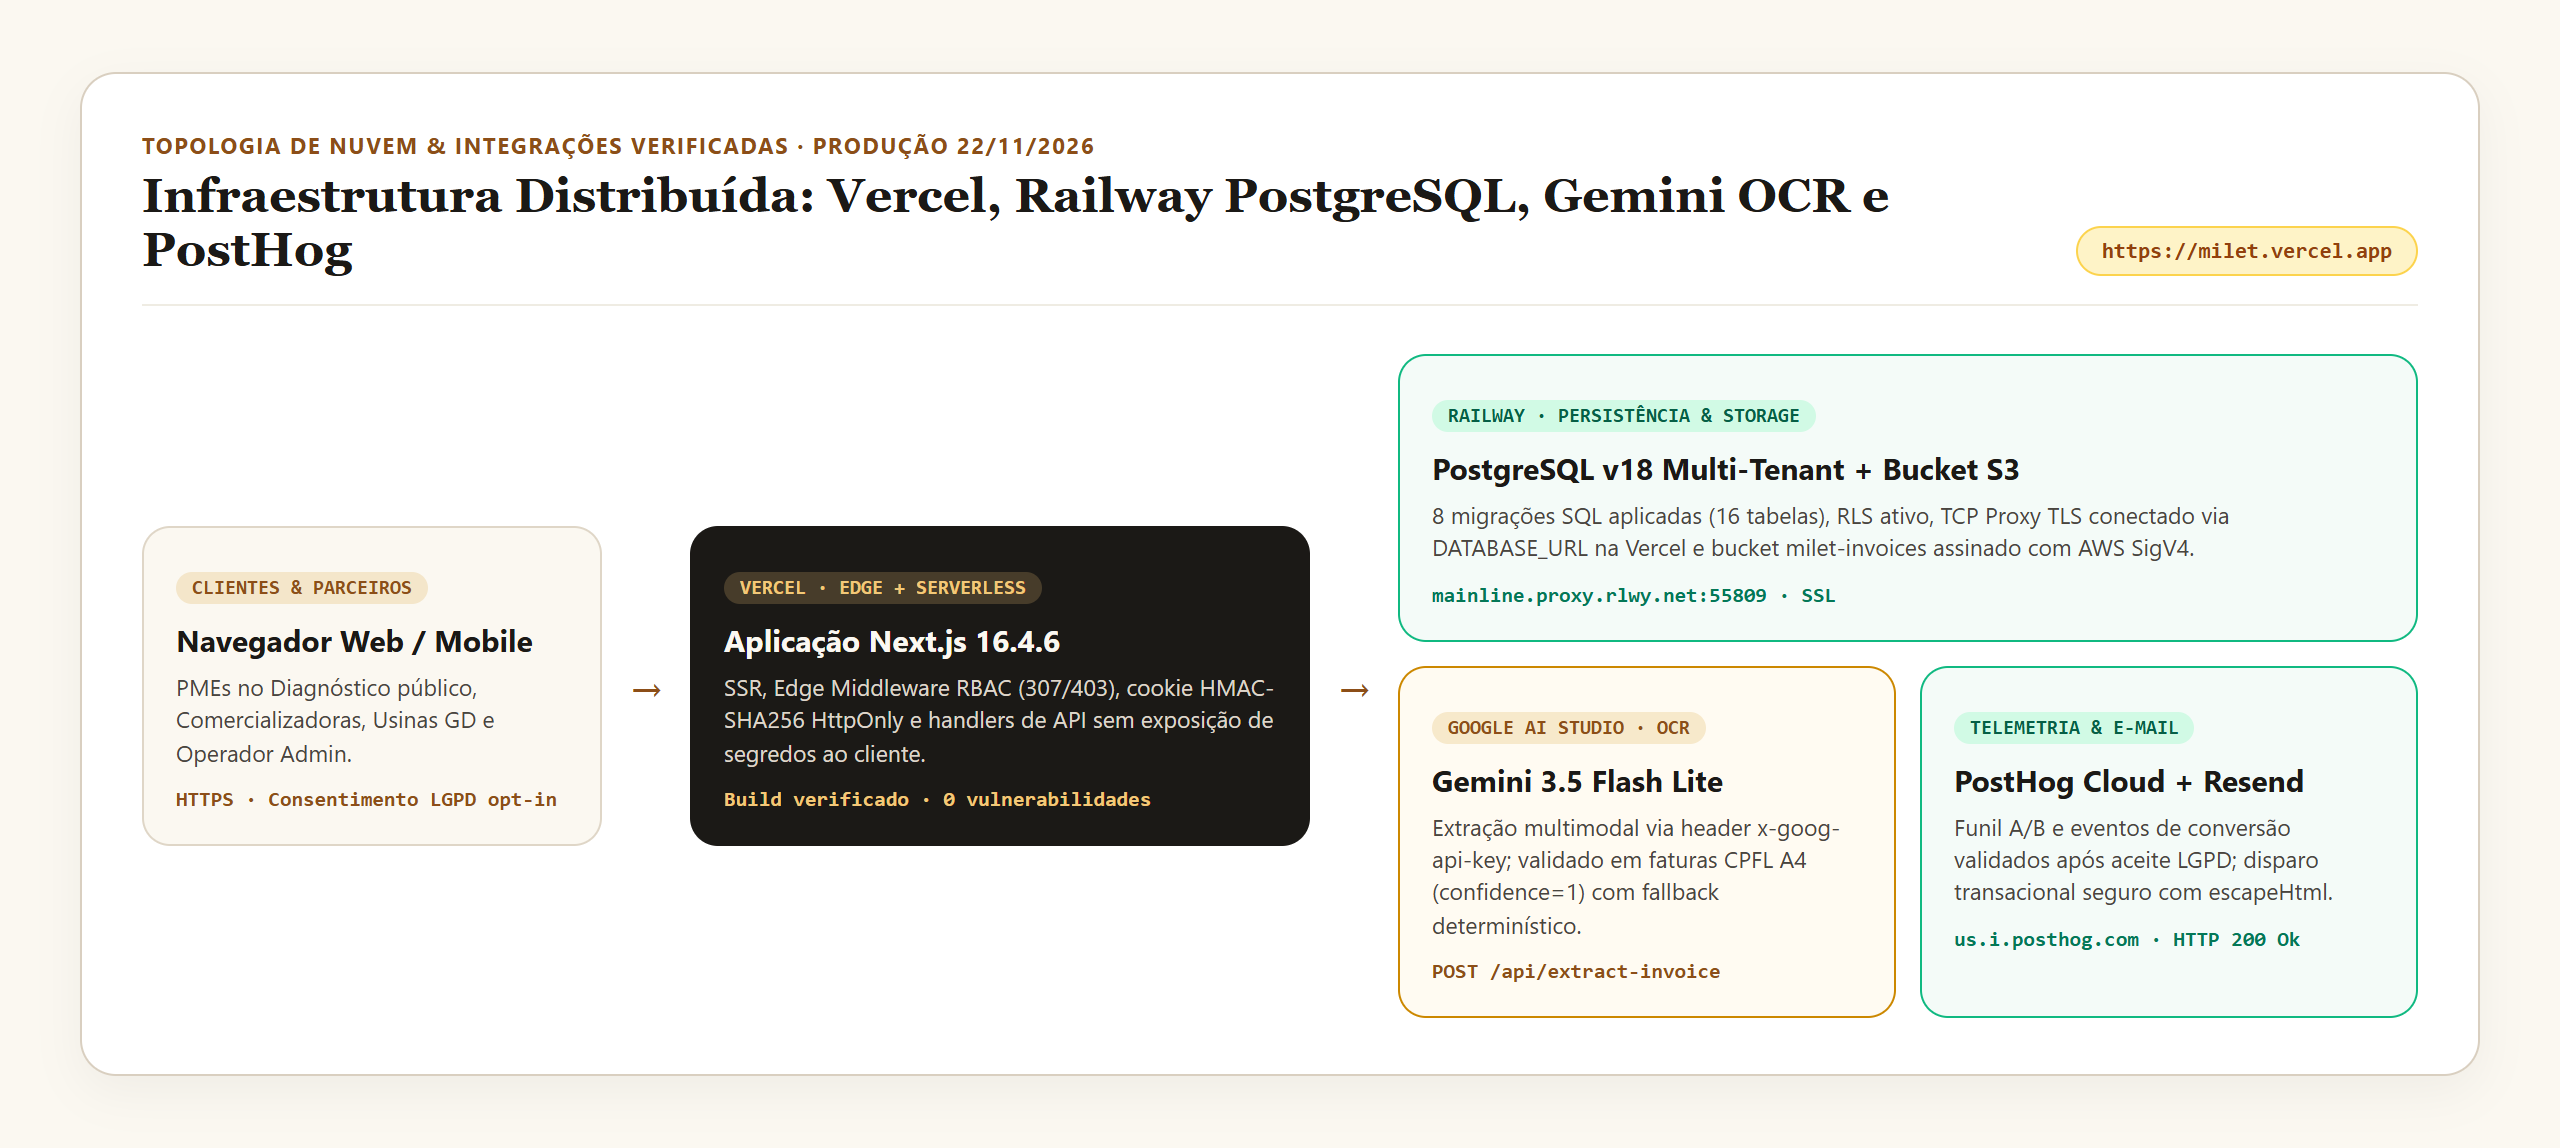 TOPOLOGIA DE NUVEM & INTEGRAÇÕES VERIFICADAS · PRODUÇÃO 22/11/2026
Infraestrutura Distribuída: Vercel, Railway PostgreSQL, Gemini OCR e
PostHog
https://milet.vercel.app
CLIENTES & PARCEIROS
Navegador Web / Mobile
PMEs no Diagnóstico público,
Comercializadoras, Usinas GD e
Operador Admin.
HTTPS · Consentimento LGPD opt-in
→
VERCEL · EDGE + SERVERLESS
Aplicação Next.js 16.4.6
SSR, Edge Middleware RBAC (307/403), cookie HMAC-
SHA256 HttpOnly e handlers de API sem exposição de
segredos ao cliente.
Build verificado · 0 vulnerabilidades
→
RAILWAY · PERSISTÊNCIA & STORAGE
PostgreSQL v18 Multi-Tenant + Bucket S3
8 migrações SQL aplicadas (16 tabelas), RLS ativo, TCP Proxy TLS conectado via
DATABASE_URL na Vercel e bucket milet-invoices assinado com AWS SigV4.
mainline.proxy.rlwy.net:55809 · SSL
GOOGLE AI STUDIO · OCR
Gemini 3.5 Flash Lite
Extração multimodal via header x-goog-
api-key; validado em faturas CPFL A4
(confidence=1) com fallback
determinístico.
POST /api/extract-invoice
TELEMETRIA & E-MAIL
PostHog Cloud + Resend
Funil A/B e eventos de conversão
validados após aceite LGPD; disparo
transacional seguro com escapeHtml.
us.i.posthog.com · HTTP 200 Ok